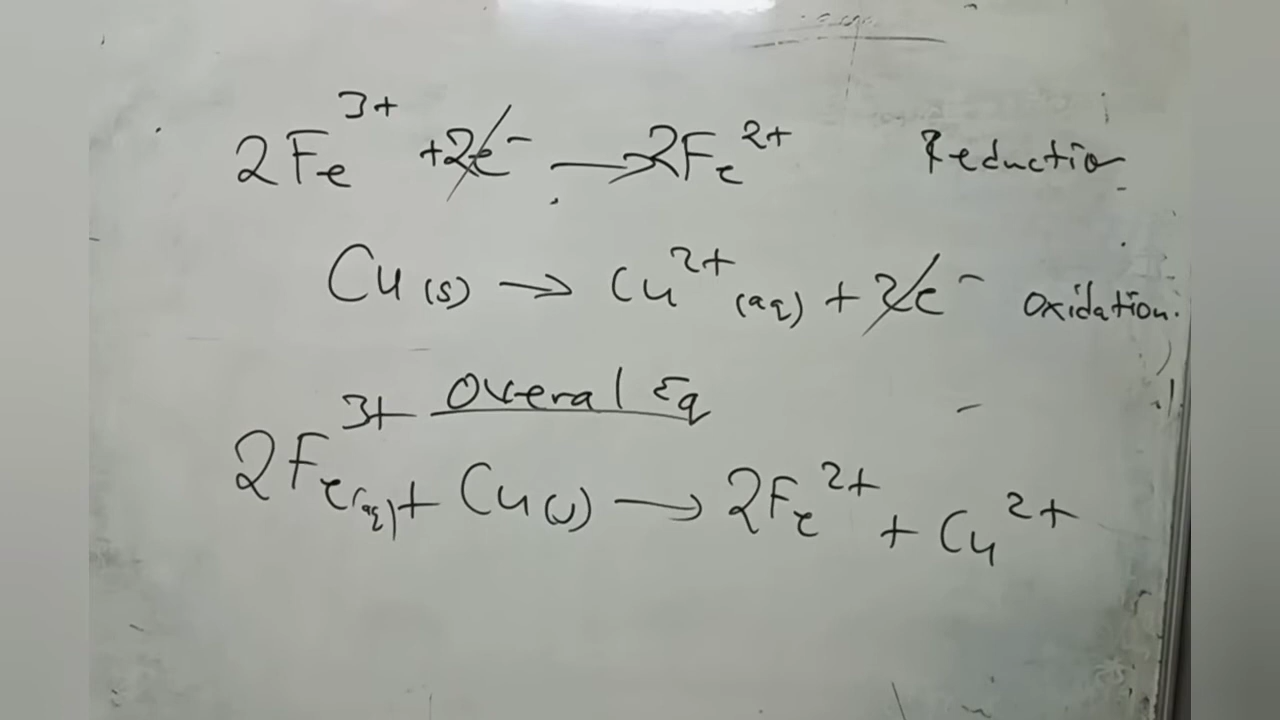 2Fe³⁺ + 2e⁻ → 2Fe²⁺ Reduction
Cu (s) → Cu²⁺ (aq) + 2e⁻ Oxidation.
Overal Eq
2Fe³⁺(aq) + Cu(s) → 2Fe²⁺ + Cu²⁺